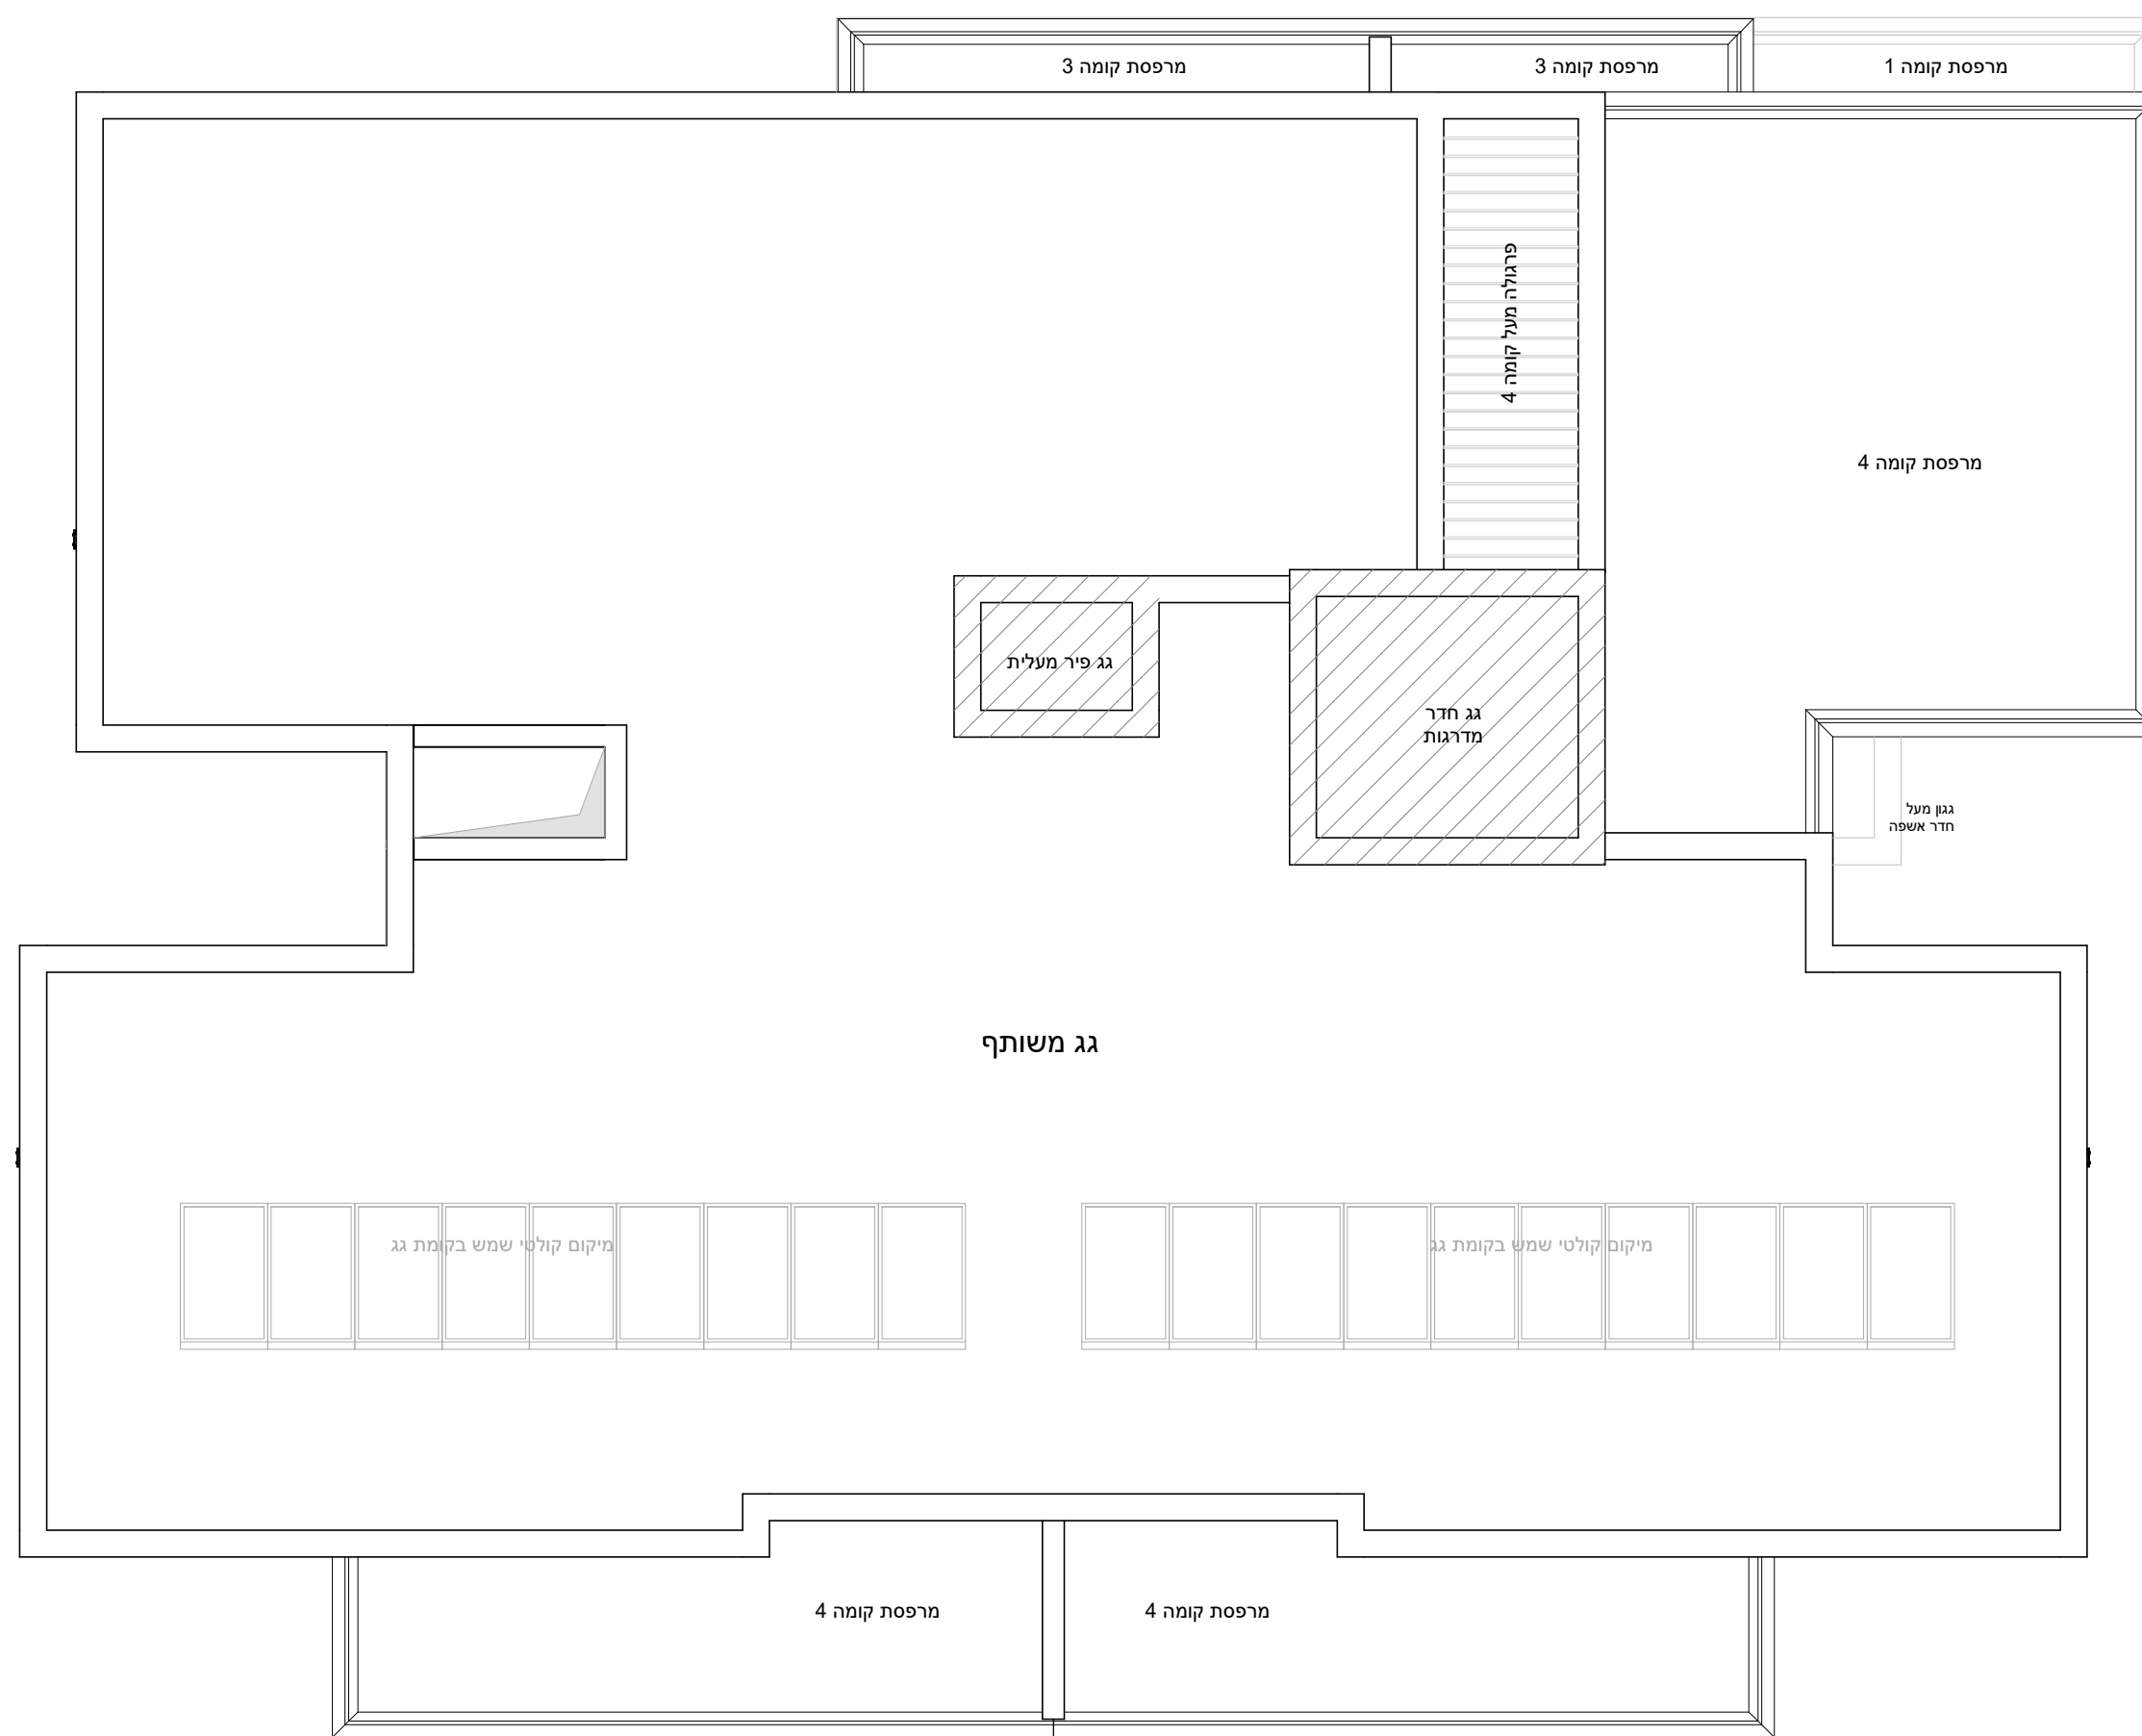 מרפסת קומה 1
מרפסת קומה 3
מרפסת קומה 3
פרגולה מעל קומה 4
מרפסת קומה 4
גג פיר מעלית
גג חדר
מדרגות
גגון מעל
חדר אשפה
גג משותף
מיקום קולטי שמש בקומת גג
מיקום קולטי שמש בקומת גג
מרפסת קומה 4
מרפסת קומה 4